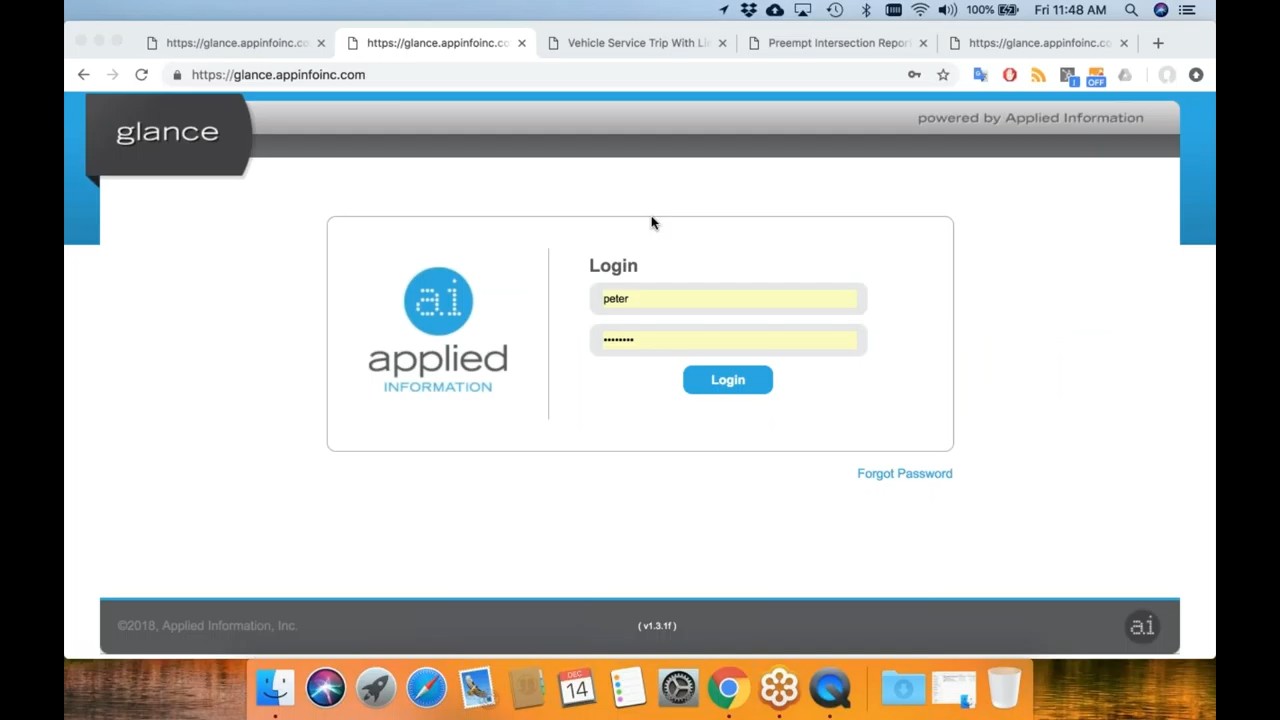 100% Fri 11:48 AM
https://glance.appinfoinc.co
https://glance.appinfoinc.co
Vehicle Service Trip With Li
Preempt Intersection Repor
https://glance.appinfoinc.co
https://glance.appinfoinc.com
OFF
glance
powered by Applied Information
a.i
applied
INFORMATION
Login
peter
••••••••
Login
Forgot Password
©2018, Applied Information, Inc.
( v1.3.1f )
a.i
DEC
14